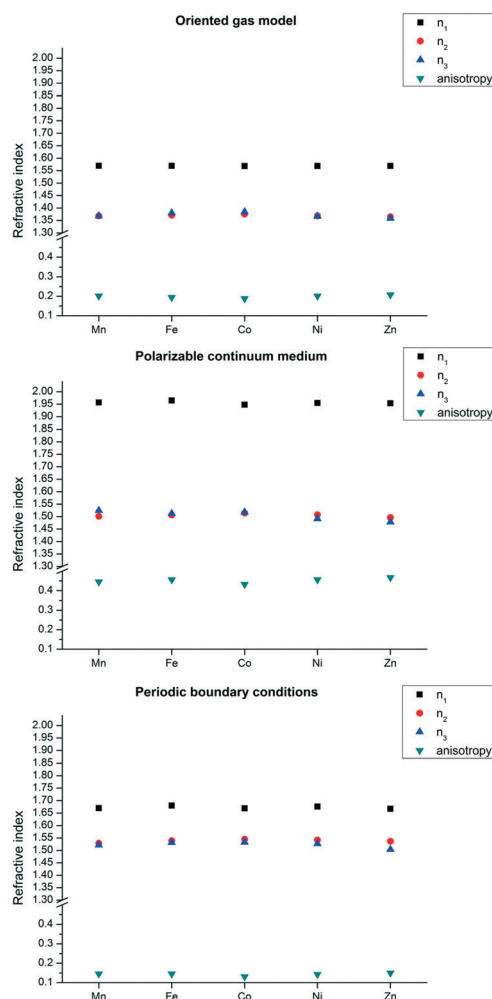 Oriented gas model
n1
n2
n3
anisotropy
Refractive index
2.00
1.95
1.90
1.85
1.80
1.75
1.70
1.65
1.60
1.55
1.50
1.45
1.40
1.35
1.30
0.4
0.3
0.2
0.1
Mn Fe Co Ni Zn
Polarizable continuum medium
n1
n2
n3
anisotropy
Refractive index
2.00
1.95
1.90
1.85
1.80
1.75
1.70
1.65
1.60
1.55
1.50
1.45
1.40
1.35
1.30
0.4
0.3
0.2
0.1
Mn Fe Co Ni Zn
Periodic boundary conditions
n1
n2
n3
anisotropy
Refractive index
2.00
1.95
1.90
1.85
1.80
1.75
1.70
1.65
1.60
1.55
1.50
1.45
1.40
1.35
1.30
0.4
0.3
0.2
0.1
Mn Fe Co Ni Zn